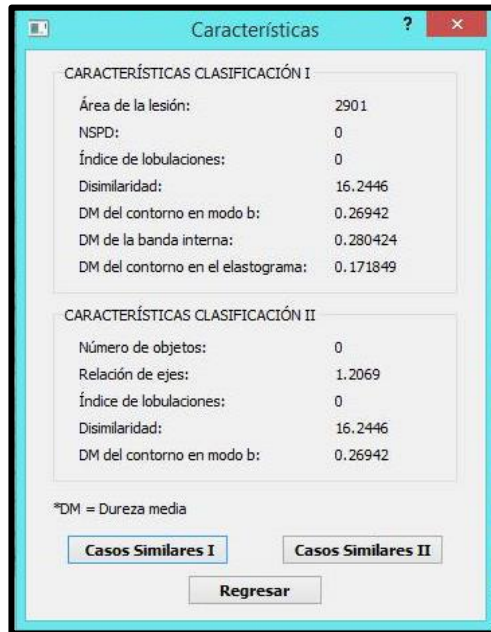 Características
?
×
CARACTERÍSTICAS CLASIFICACIÓN I
Área de la lesión: 2901
NSPD: 0
Índice de lobulaciones: 0
Disimilaridad: 16.2446
DM del contorno en modo b: 0.26942
DM de la banda interna: 0.280424
DM del contorno en el elastograma: 0.171849
CARACTERÍSTICAS CLASIFICACIÓN II
Número de objetos: 0
Relación de ejes: 1.2069
Índice de lobulaciones: 0
Disimilaridad: 16.2446
DM del contorno en modo b: 0.26942
*DM = Dureza media
Casos Similares I Casos Similares II
Regresar